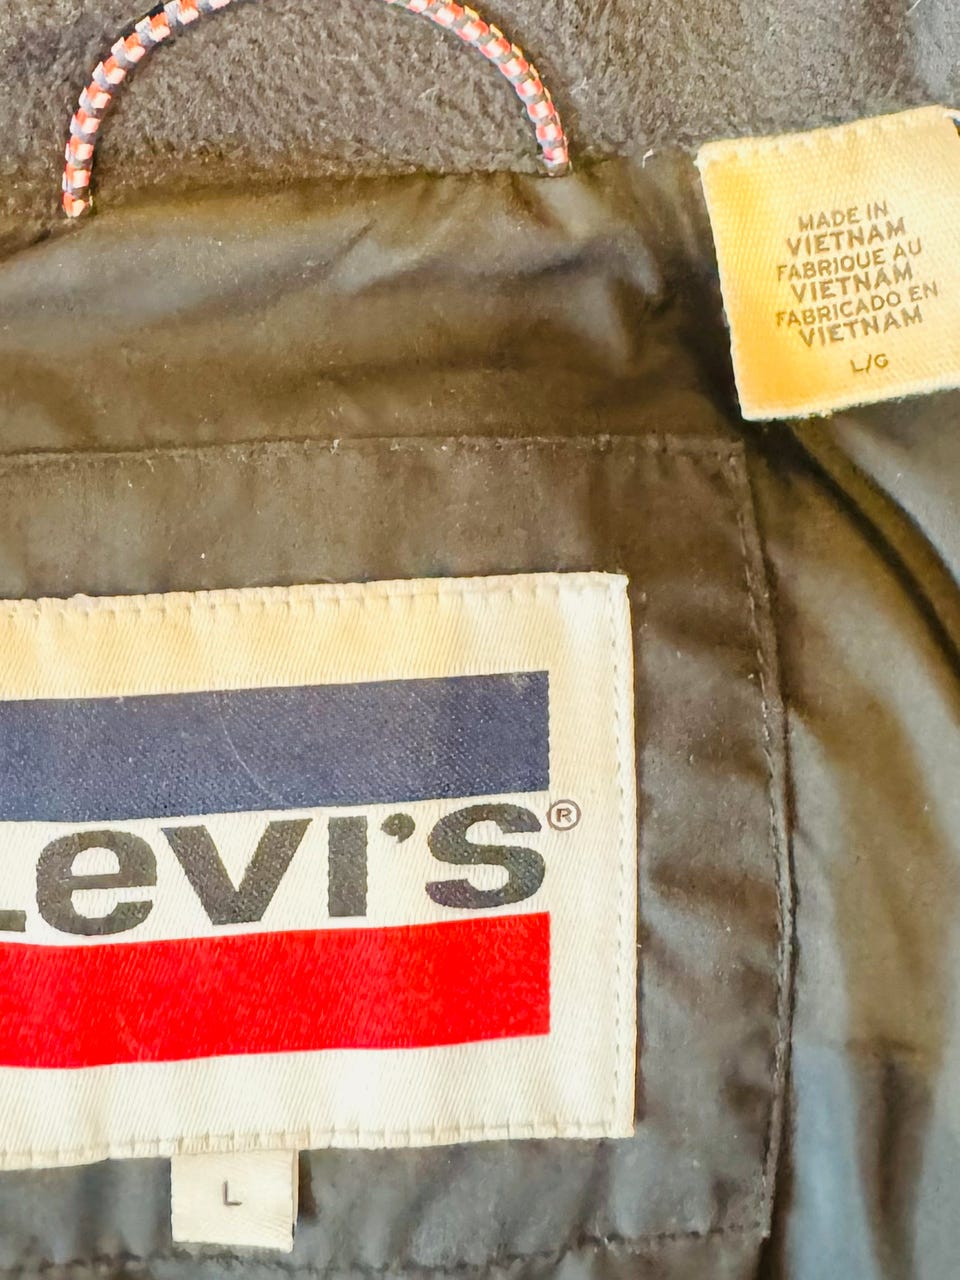 MADE IN
VIETNAM
FABRIQUE AU
VIETNAM
FABRICADO EN
VIETNAM
L/G
Levi's®
L